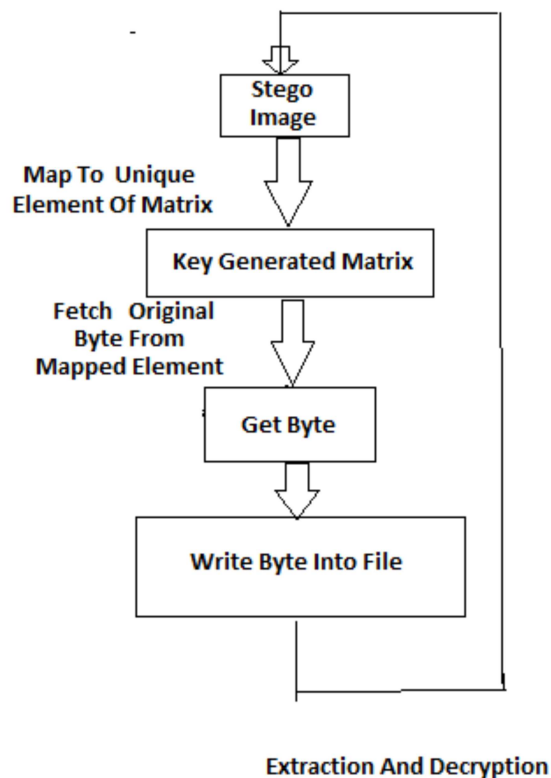 Stego
Image
Map To Unique
Element Of Matrix
Key Generated Matrix
Fetch Original
Byte From
Mapped Element
Get Byte
Write Byte Into File
Extraction And Decryption